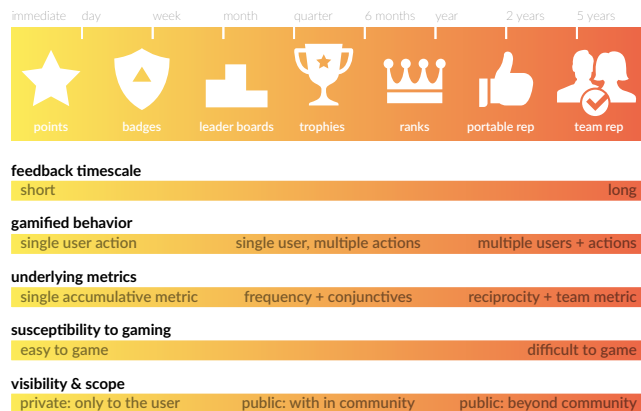 immediate day week month quarter 6 months year 2 years 5 years
points badges leader boards trophies ranks portable rep team rep
feedback timescale
short long
gamified behavior
single user action single user, multiple actions multiple users + actions
underlying metrics
single accumulative metric frequency + conjunctives reciprocity + team metric
susceptibility to gaming
easy to game difficult to game
visibility & scope
private: only to the user public: with in community public: beyond community